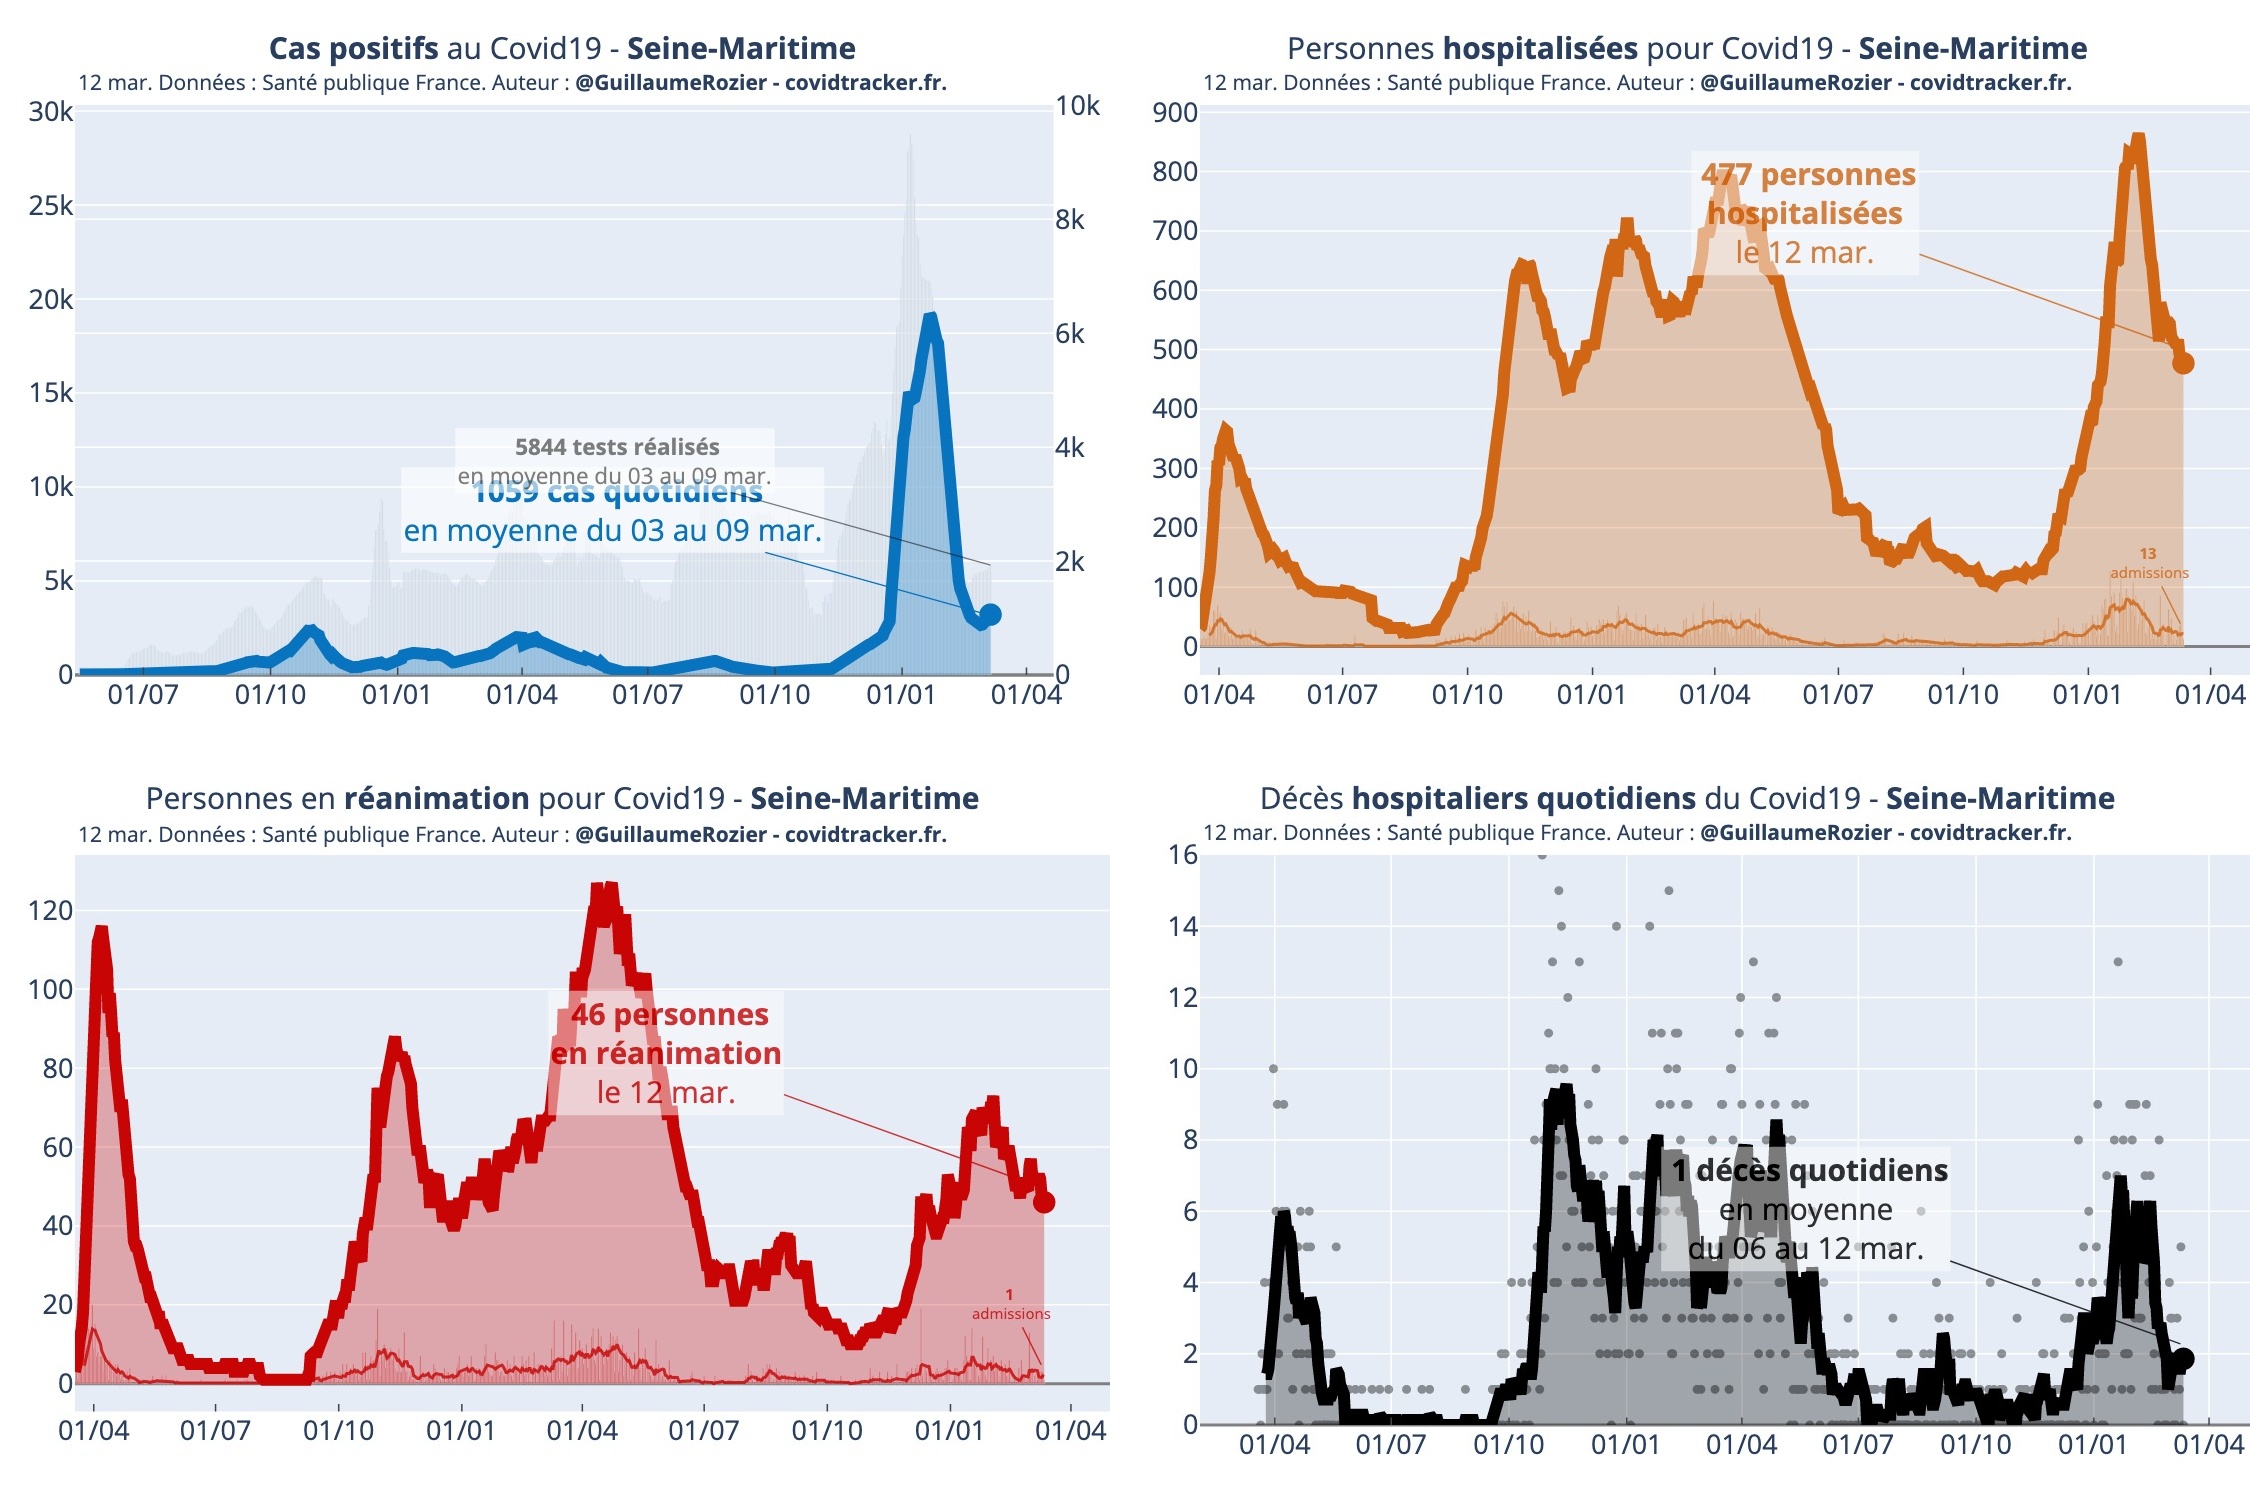 Cas positifs au Covid19 - Seine-Maritime
12 mar. Données : Santé publique France. Auteur : @GuillaumeRozier - covidtracker.fr.
30k
25k
20k
15k
10k
5k
0
10k
8k
6k
4k
2k
0
5844 tests réalisés
en moyenne du 03 au 09 mar.
1059 cas quotidiens
en moyenne du 03 au 09 mar.
01/07 01/10 01/01 01/04 01/07 01/10 01/01 01/04
Personnes hospitalisées pour Covid19 - Seine-Maritime
12 mar. Données : Santé publique France. Auteur : @GuillaumeRozier - covidtracker.fr.
900
800
700
600
500
400
300
200
100
0
477 personnes
hospitalisées
le 12 mar.
13
admissions
01/04 01/07 01/10 01/01 01/04 01/07 01/10 01/01 01/04
Personnes en réanimation pour Covid19 - Seine-Maritime
12 mar. Données : Santé publique France. Auteur : @GuillaumeRozier - covidtracker.fr.
120
100
80
60
40
20
0
46 personnes
en réanimation
le 12 mar.
1
admissions
01/04 01/07 01/10 01/01 01/04 01/07 01/10 01/01 01/04
Décès hospitaliers quotidiens du Covid19 - Seine-Maritime
12 mar. Données : Santé publique France. Auteur : @GuillaumeRozier - covidtracker.fr.
16
14
12
10
8
6
4
2
0
1 décès quotidiens
en moyenne
du 06 au 12 mar.
01/04 01/07 01/10 01/01 01/04 01/07 01/10 01/01 01/04